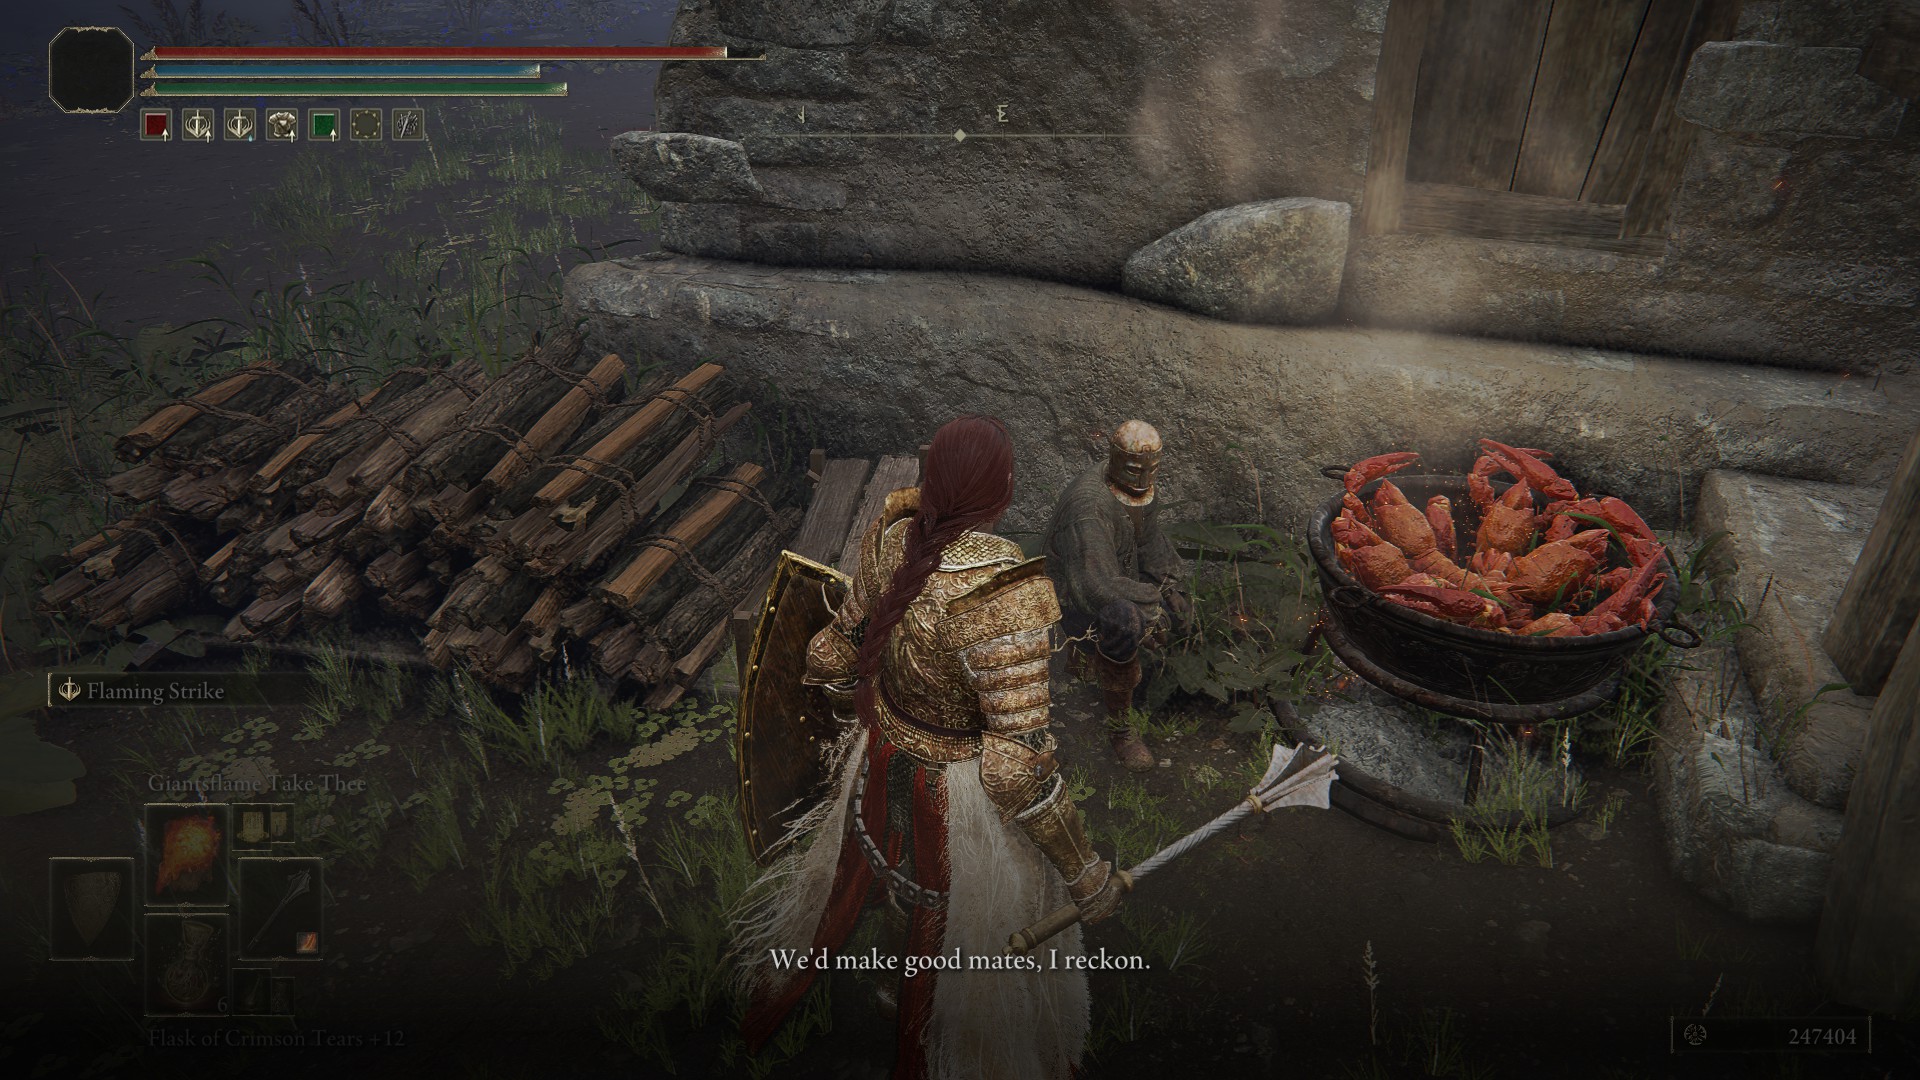 E
Flaming Strike
Giantsflame Take Thee
We'd make good mates, I reckon.
6
Flask of Crimson Tears +12
247404